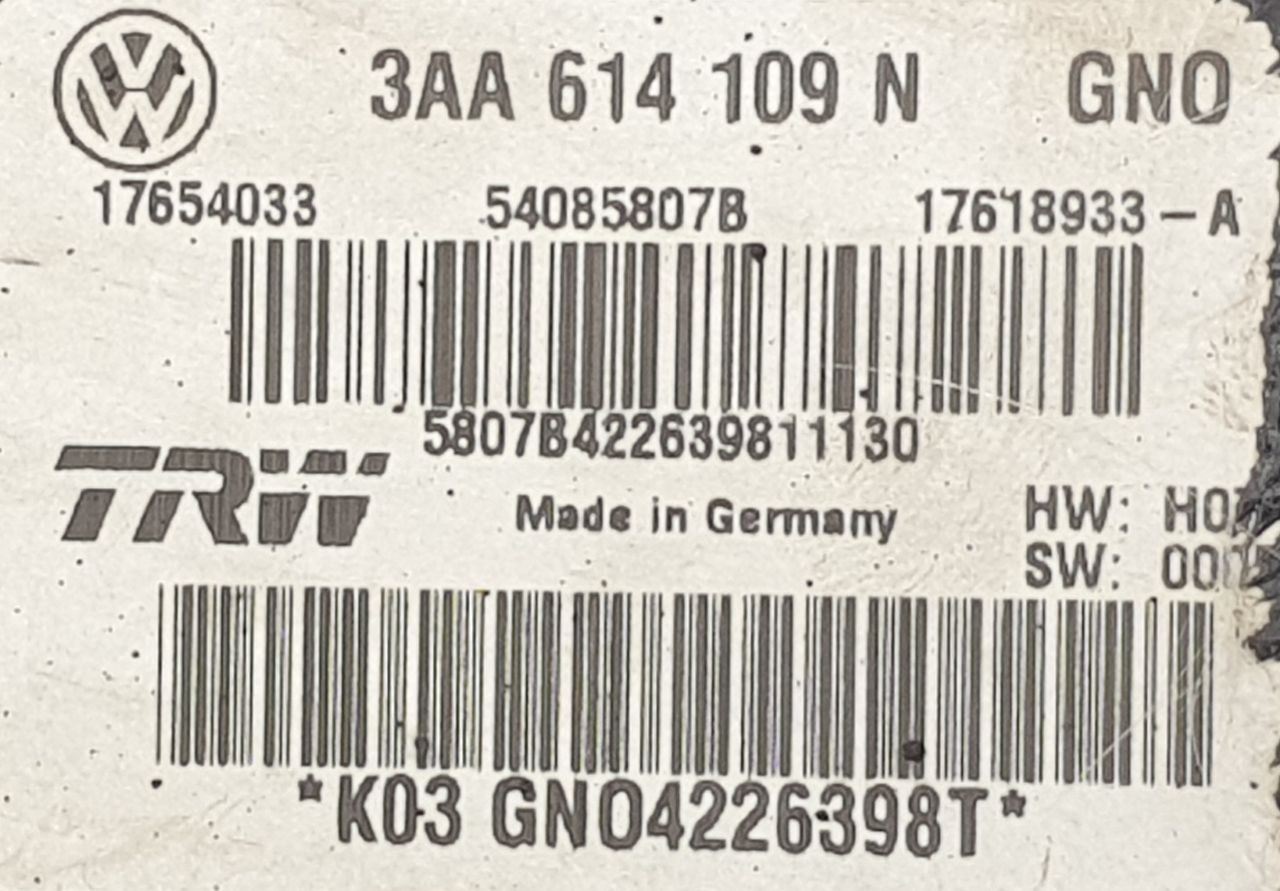 3AA 614 109 N GNO
17654033 54085807B 17618933-A
5807B422639811130
TRW
Made in Germany
HW:
SW:
*K03 GNO4226398T*